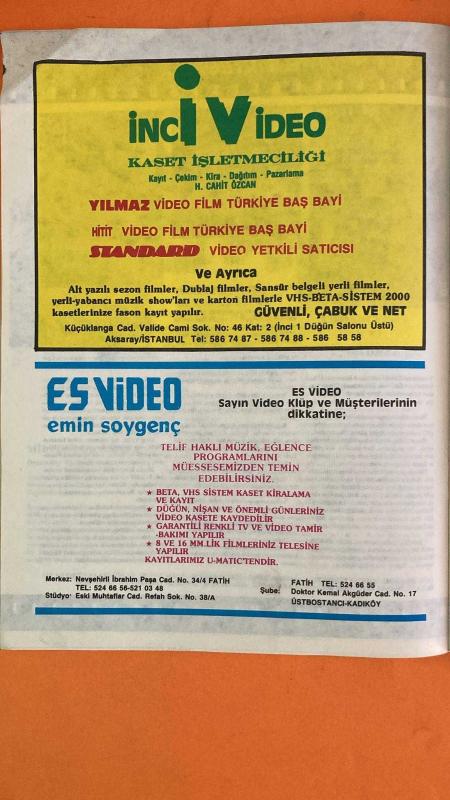 İNCİ VİDEO
KASET İŞLETMECİLİĞİ
Kayıt - Çekim - Kira - Dağıtım - Pazarlama
H. CAHİT ÖZCAN
YILMAZ VİDEO FİLM TÜRKİYE BAŞ BAYİ
HİTİT VİDEO FİLM TÜRKİYE BAŞ BAYİ
STANDARD VİDEO YETKİLİ SATICISI
Ve Ayrıca
Alt yazılı sezon filmler, Dublaj filmler, Sansür belgeli yerli filmler,
yerli-yabancı müzik show'ları ve karton filmlerle VHS-BETA-SİSTEM 2000
kasetlerinize fason kayıt yapılır. GÜVENLİ, ÇABUK VE NET
Küçüklanga Cad. Valide Cami Sok. No: 46 Kat: 2 (İnci 1 Düğün Salonu Üstü)
Aksaray/İSTANBUL Tel: 586 74 87 - 586 74 88 - 586 58 58
ES VİDEO
emin soygenç
ES VİDEO
Sayın Video Klüp ve Müşterilerinin
dikkatine;
TELİF HAKLI MÜZİK, EĞLENCE
PROGRAMLARINI
MÜESSESEMİZDEN TEMİN
EDEBİLİRSİNİZ.
★ BETA, VHS SİSTEM KASET KİRALAMA
VE KAYIT
★ DÜĞÜN, NİŞAN VE ÖNEMLİ GÜNLERİNİZ
VİDEO KASETE KAYDEDİLİR
★ GARANTİLİ RENKLİ TV VE VİDEO TAMİR
-BAKIMI YAPILIR
★ 8 VE 16 MM.LİK FİLMLERİNİZ TELESİNE
YAPILIR
KAYITLARIMIZ U-MATIC'TENDİR.
Merkez: Nevşehirli İbrahim Paşa Cad. No. 34/4 FATİH
TEL: 524 66 56-521 03 48
Stüdyo: Eski Muhtaflar Cad. Refah Sok. No. 38/A
FATİH TEL: 524 66 55
Şube: Doktor Kemal Akgüder Cad. No. 17
ÜSTBOSTANCI-KADIKÖY